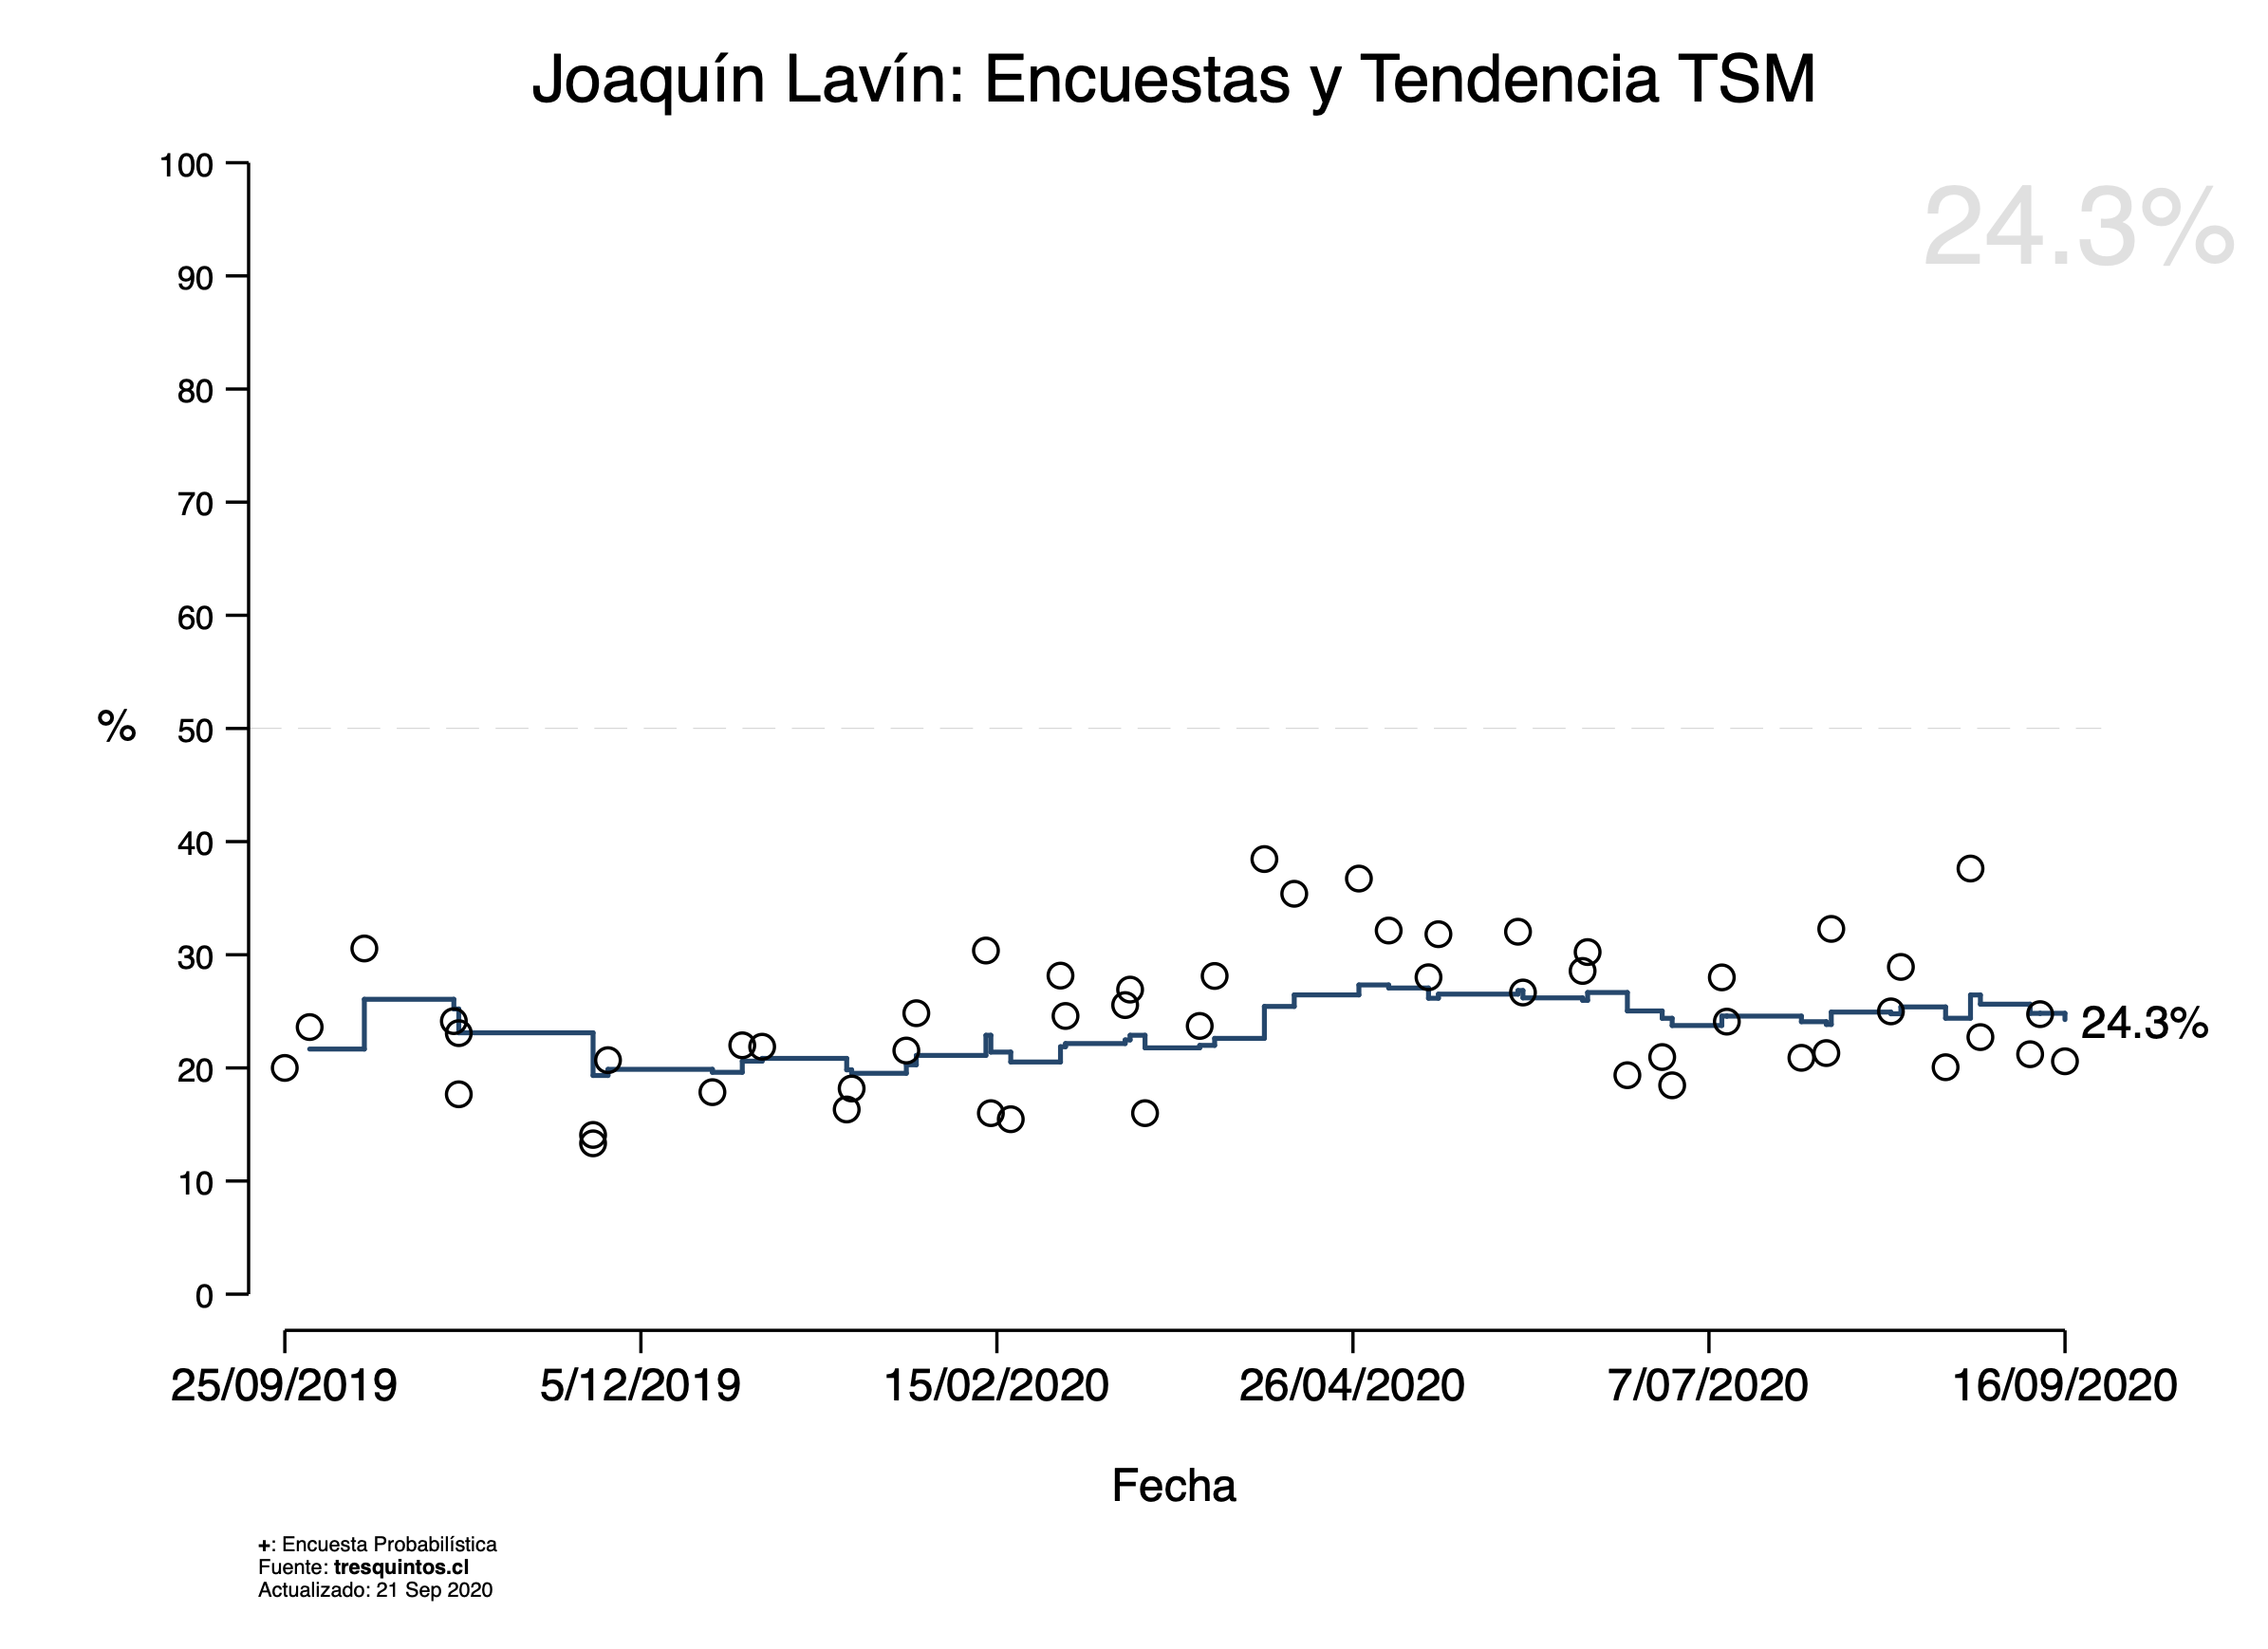 Joaquín Lavín: Encuestas y Tendencia TSM
24.3%
100
90
80
70
60
% 50
40
30
24.3%
20
10
0
25/09/2019 5/12/2019 15/02/2020 26/04/2020 7/07/2020 16/09/2020
Fecha
+: Encuesta Probabilística
Fuente: tresquintos.cl
Actualizado: 21 Sep 2020